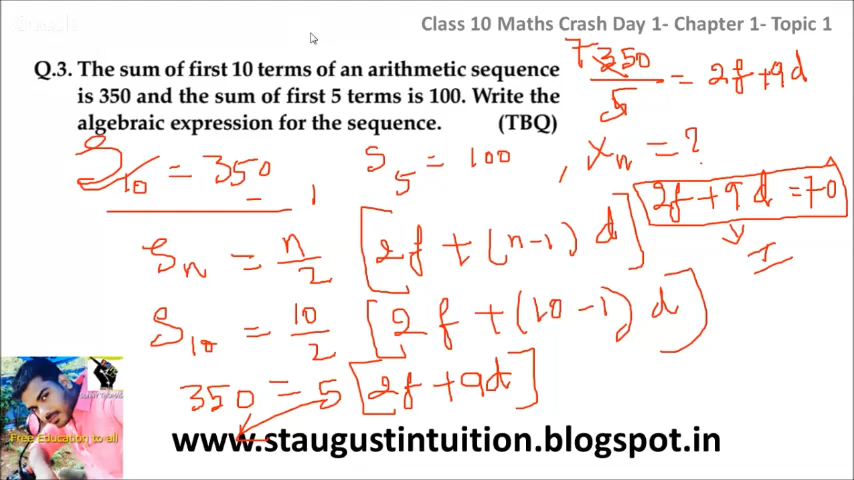 Class 10 Maths Crash Day 1- Chapter 1- Topic 1
Q.3. The sum of first 10 terms of an arithmetic sequence
is 350 and the sum of first 5 terms is 100. Write the
algebraic expression for the sequence. (TBQ)
7 350 / 5 = 2f + 9d
S10 = 350 , S5 = 100 , xn = ?
2f + 9d = 70
I
Sn = n/2 [2f + (n-1) d]
S10 = 10/2 [2f + (10-1) d]
350 = 5 [2f + 9d]
Free Education to all
www.staugustintuition.blogspot.in